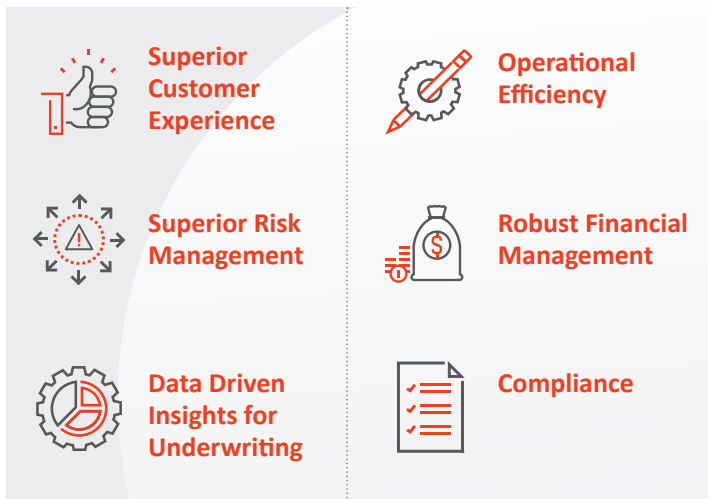 Superior
Customer
Experience
Superior Risk
Management
Data Driven
Insights for
Underwriting
Operational
Efficiency
$
Robust Financial
Management
Compliance